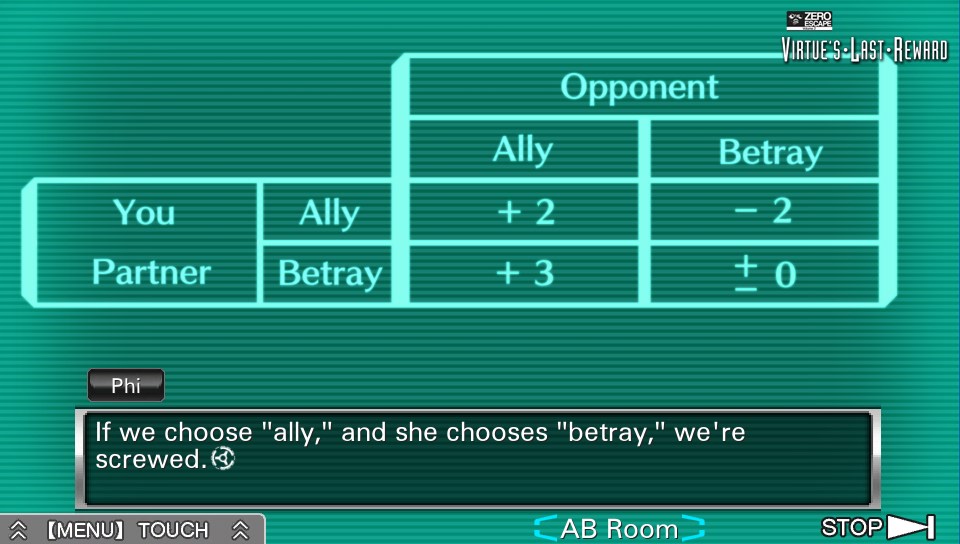 ZERO
ESCAPE
VIRTUE'S•LAST•REWARD
Opponent
Ally Betray
You Ally + 2 − 2
Partner Betray + 3 ± 0
Phi
If we choose "ally," and she chooses "betray," we're
screwed.
【MENU】 TOUCH
AB Room
STOP